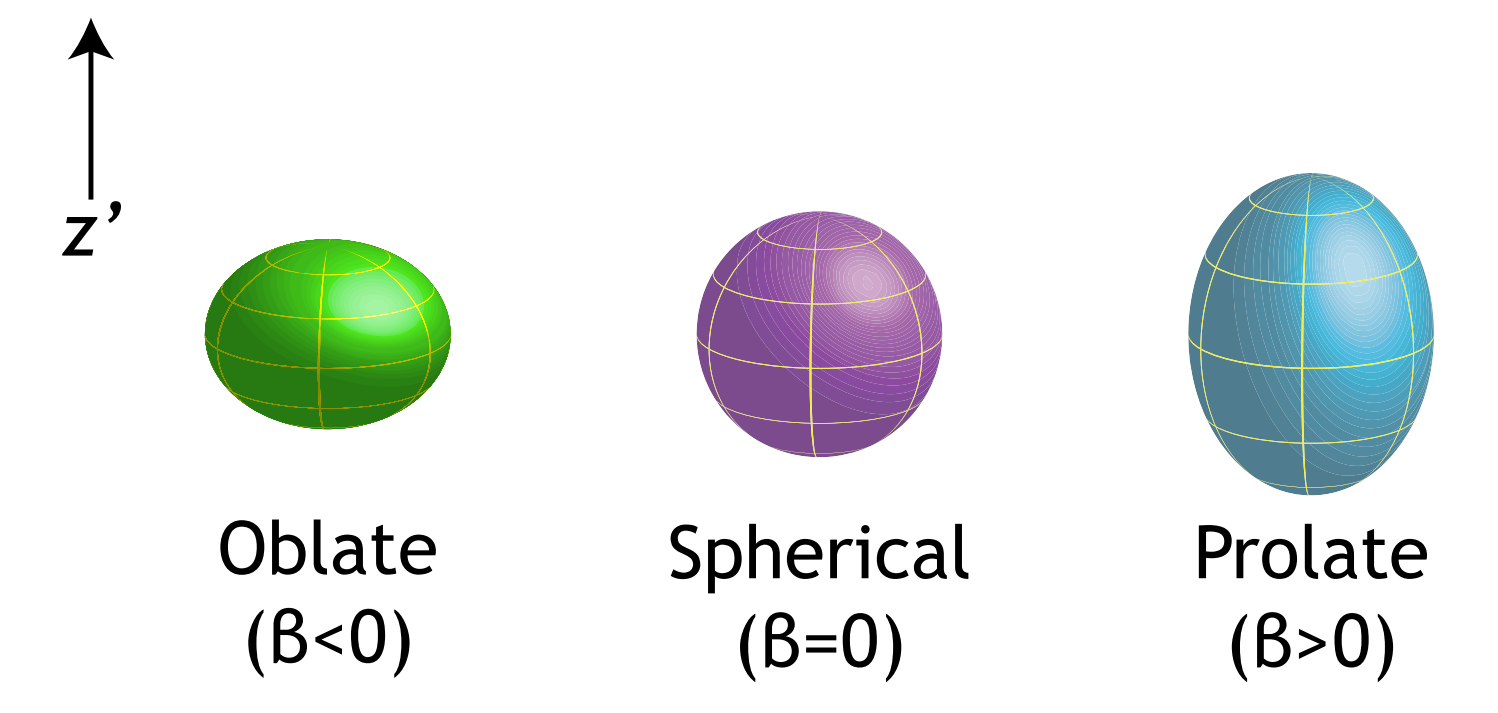 z’
Oblate
(β<0)
Spherical
(β=0)
Prolate
(β>0)